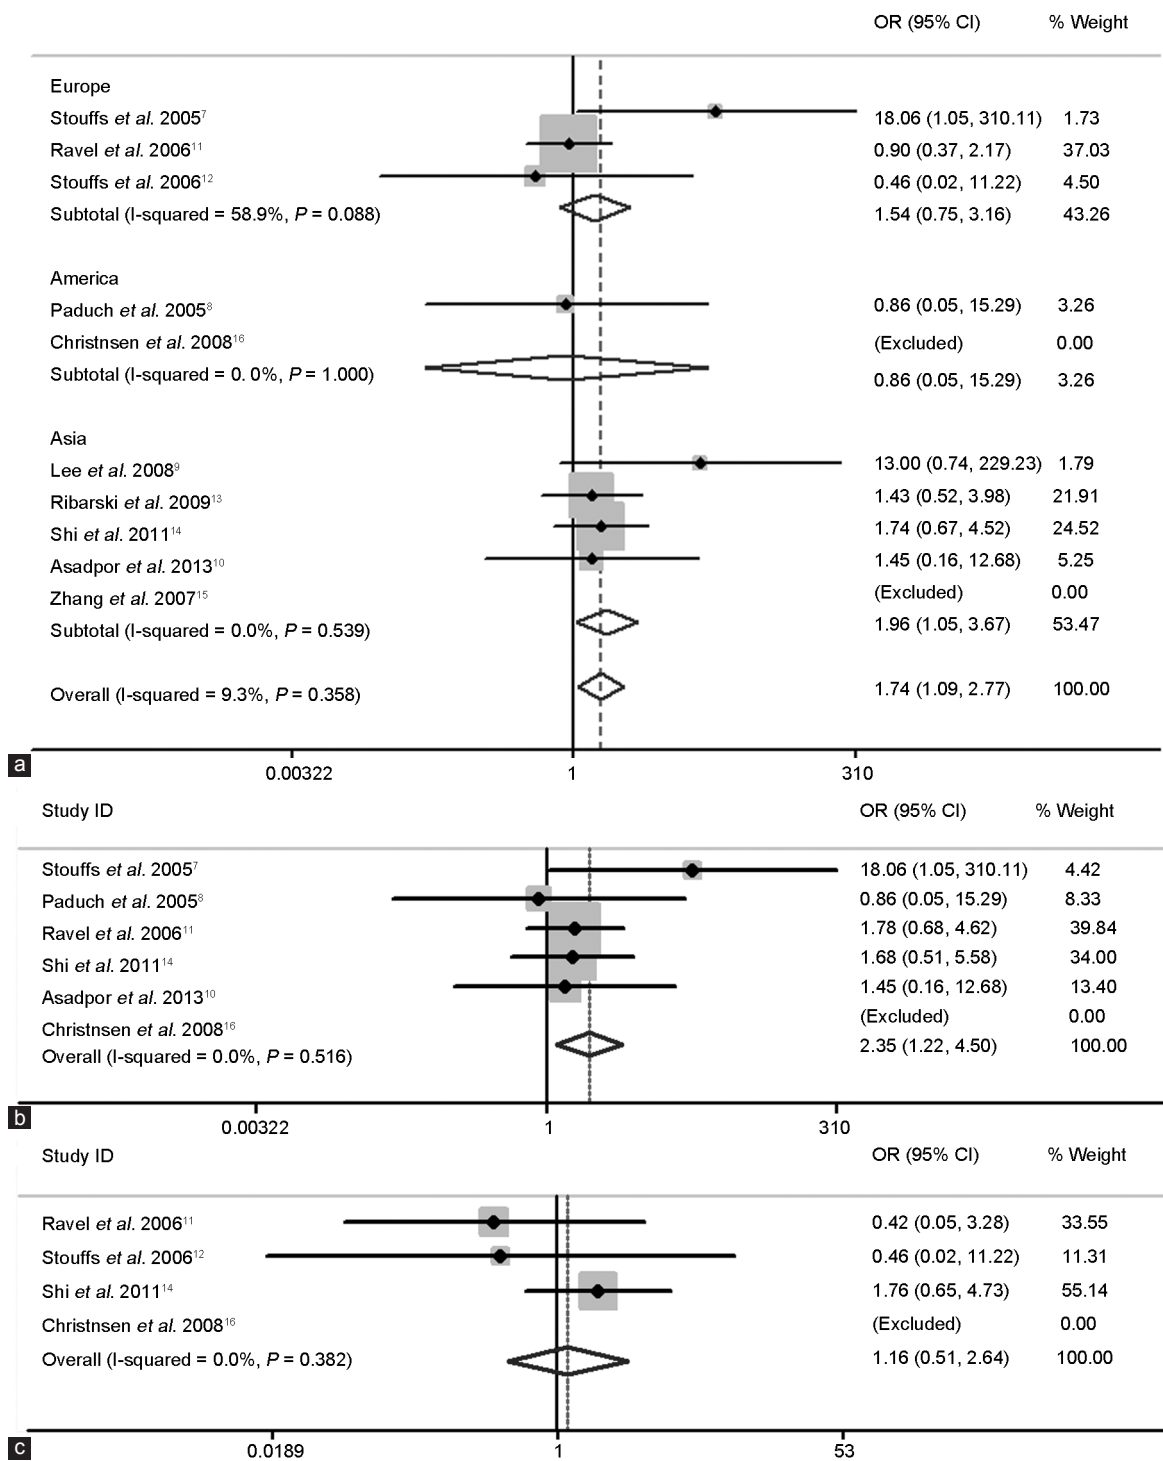 OR (95% CI) % Weight
Europe
Stouffs et al. 2005⁷ 18.06 (1.05, 310.11) 1.73
Ravel et al. 2006¹¹ 0.90 (0.37, 2.17) 37.03
Stouffs et al. 2006¹² 0.46 (0.02, 11.22) 4.50
Subtotal (I-squared = 58.9%, P = 0.088) 1.54 (0.75, 3.16) 43.26
America
Paduch et al. 2005⁸ 0.86 (0.05, 15.29) 3.26
Christnsen et al. 2008¹⁶ (Excluded) 0.00
Subtotal (I-squared = 0. 0%, P = 1.000) 0.86 (0.05, 15.29) 3.26
Asia
Lee et al. 2008⁹ 13.00 (0.74, 229.23) 1.79
Ribarski et al. 2009¹³ 1.43 (0.52, 3.98) 21.91
Shi et al. 2011¹⁴ 1.74 (0.67, 4.52) 24.52
Asadpor et al. 2013¹⁰ 1.45 (0.16, 12.68) 5.25
Zhang et al. 2007¹⁵ (Excluded) 0.00
Subtotal (I-squared = 0.0%, P = 0.539) 1.96 (1.05, 3.67) 53.47
Overall (I-squared = 9.3%, P = 0.358) 1.74 (1.09, 2.77) 100.00
a
0.00322 1 310
Study ID OR (95% CI) % Weight
Stouffs et al. 2005⁷ 18.06 (1.05, 310.11) 4.42
Paduch et al. 2005⁸ 0.86 (0.05, 15.29) 8.33
Ravel et al. 2006¹¹ 1.78 (0.68, 4.62) 39.84
Shi et al. 2011¹⁴ 1.68 (0.51, 5.58) 34.00
Asadpor et al. 2013¹⁰ 1.45 (0.16, 12.68) 13.40
Christnsen et al. 2008¹⁶ (Excluded) 0.00
Overall (I-squared = 0.0%, P = 0.516) 2.35 (1.22, 4.50) 100.00
b
0.00322 1 310
Study ID OR (95% CI) % Weight
Ravel et al. 2006¹¹ 0.42 (0.05, 3.28) 33.55
Stouffs et al. 2006¹² 0.46 (0.02, 11.22) 11.31
Shi et al. 2011¹⁴ 1.76 (0.65, 4.73) 55.14
Christnsen et al. 2008¹⁶ (Excluded) 0.00
Overall (I-squared = 0.0%, P = 0.382) 1.16 (0.51, 2.64) 100.00
c
0.0189 1 53